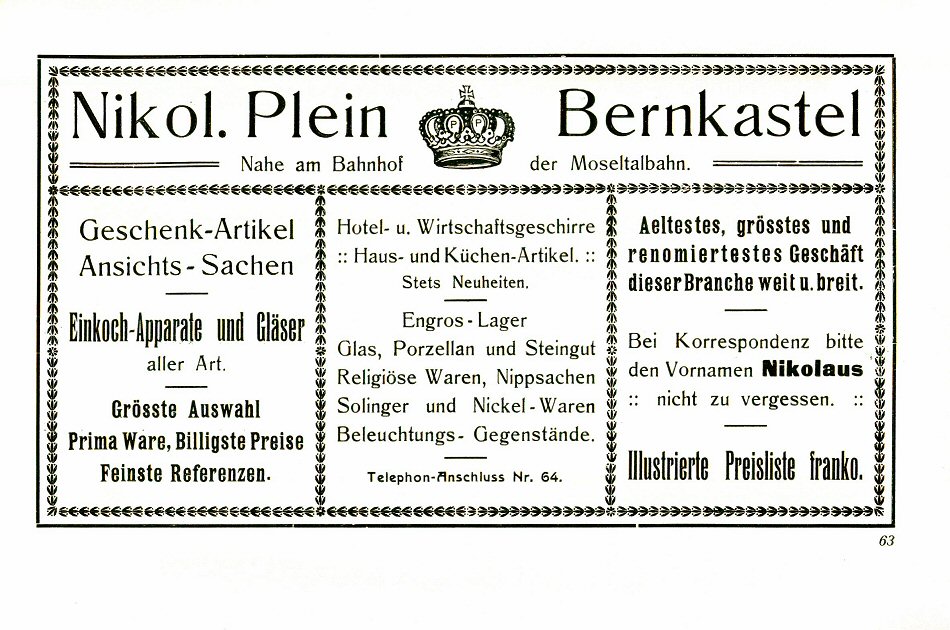 Nikol. Plein Bernkastel
P P
Nahe am Bahnhof der Moseltalbahn.
Geschenk-Artikel
Ansichts-Sachen
Einkoch-Apparate und Gläser
aller Art.
Grösste Auswahl
Prima Ware, Billigste Preise
Feinste Referenzen.
Hotel- u. Wirtschaftsgeschirre
:: Haus- und Küchen-Artikel. ::
Stets Neuheiten.
Engros-Lager
Glas, Porzellan und Steingut
Religiöse Waren, Nippsachen
Solinger und Nickel-Waren
Beleuchtungs- Gegenstände.
Telephon-Anschluss Nr. 64.
Aeltestes, grösstes und
renomiertestes Geschäft
dieser Branche weit u. breit.
Bei Korrespondenz bitte
den Vornamen Nikolaus
:: nicht zu vergessen. ::
Illustrierte Preisliste franko.
63